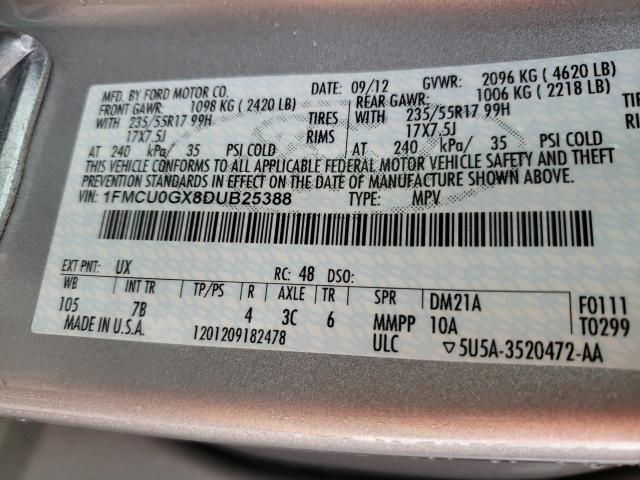 MFD. BY FORD MOTOR CO. DATE: 09/12 GVWR: 2096 KG ( 4620 LB)
FRONT GAWR: 1098 KG ( 2420 LB) REAR GAWR: 1006 KG ( 2218 LB)
WITH 235/55R17 99H TIRES WITH 235/55R17 99H TIRE
17X7.5J RIMS 17X7.5J RI
AT 240 kPa/ 35 PSI COLD AT 240 kPa/ 35 PSI COLD
THIS VEHICLE CONFORMS TO ALL APPLICABLE FEDERAL MOTOR VEHICLE SAFETY AND THEFT
PREVENTION STANDARDS IN EFFECT ON THE DATE OF MANUFACTURE SHOWN ABOVE.
VIN: 1FMCU0GX8DUB25388 TYPE: MPV
EXT PNT: UX RC: 48 DSO:
WB INT TR TP/PS R AXLE TR SPR DM21A F0111
105 7B 4 3C 6 MMPP 10A T0299
MADE IN U.S.A. 1201209182478 ULC ▽5U5A-3520472-AA